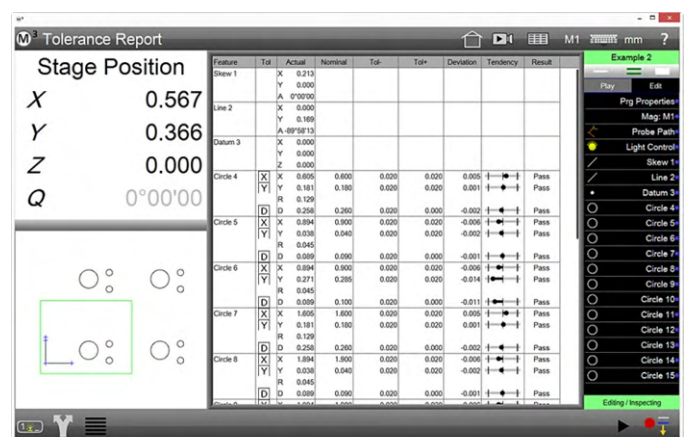 M³ Tolerance Report M1 mm ?
Stage Position
X 0.567
Y 0.366
Z 0.000
Q 0°00'00
Feature Tol Actual Nominal Tol- Tol+ Deviation Tendency Result
Skew 1 X 0.213
Y 0.000
A 0°00'00
Line 2 X 0.000
Y 0.169
A -89°58'13
Datum 3 X 0.000
Y 0.000
Z 0.000
Circle 4 X X 0.605 0.600 0.020 0.020 0.005 Pass
Y Y 0.181 0.180 0.020 0.020 0.001 Pass
R 0.129
D D 0.258 0.260 0.020 0.000 -0.002 Pass
Circle 5 X X 0.894 0.900 0.020 0.020 -0.006 Pass
Y Y 0.038 0.040 0.020 0.020 -0.002 Pass
R 0.045
D D 0.089 0.090 0.020 0.000 -0.001 Pass
Circle 6 X X 0.894 0.900 0.020 0.020 -0.006 Pass
Y Y 0.271 0.285 0.020 0.020 -0.014 Pass
R 0.045
D D 0.089 0.100 0.020 0.000 -0.011 Pass
Circle 7 X X 1.605 1.600 0.020 0.020 0.005 Pass
Y Y 0.181 0.180 0.020 0.020 0.001 Pass
R 0.129
D D 0.258 0.260 0.020 0.000 -0.002 Pass
Circle 8 X X 1.894 1.900 0.020 0.020 -0.006 Pass
Y Y 0.038 0.040 0.020 0.020 -0.002 Pass
R 0.045
D D 0.089 0.090 0.020 0.000 -0.001 Pass
Example 2
Play Edit
Prg Properties
Mag: M1
Probe Path
Light Control
Skew 1
Line 2
Datum 3
Circle 4
Circle 5
Circle 6
Circle 7
Circle 8
Circle 9
Circle 10
Circle 11
Circle 12
Circle 13
Circle 14
Circle 15
Editing / Inspecting